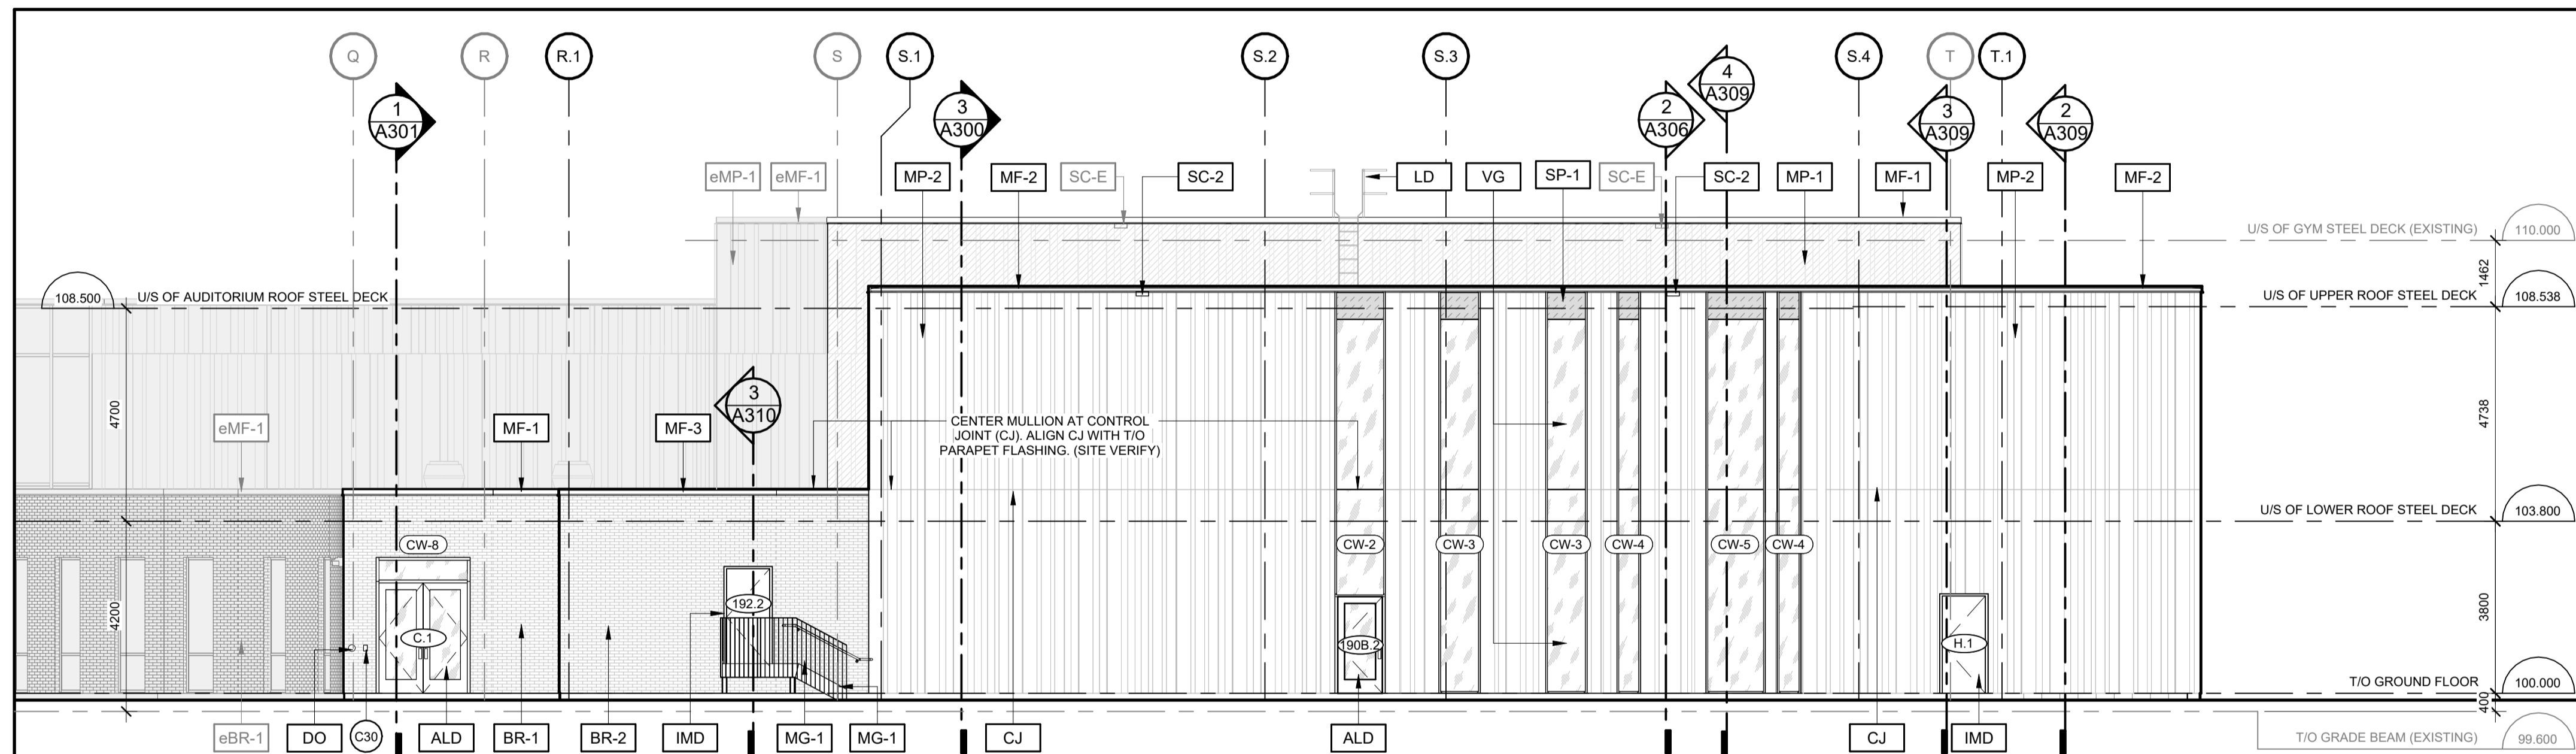 Q
R
R.1
S
S.1
S.2
S.3
S.4
T
T.1
1
A301
3
A300
2
A306
4
A309
3
A309
2
A309
eMP-1
eMF-1
MP-2
MF-2
SC-E
SC-2
LD
VG
SP-1
SC-E
SC-2
MP-1
MF-1
MP-2
MF-2
U/S OF GYM STEEL DECK (EXISTING)
110.000
1462
108.500
U/S OF AUDITORIUM ROOF STEEL DECK
U/S OF UPPER ROOF STEEL DECK
108.538
4700
4738
3
A310
eMF-1
MF-1
MF-3
CENTER MULLION AT CONTROL
JOINT (CJ). ALIGN CJ WITH T/O
PARAPET FLASHING. (SITE VERIFY)
U/S OF LOWER ROOF STEEL DECK
103.800
CW-8
CW-2
CW-3
CW-3
CW-4
CW-5
CW-4
4200
3800
192.2
C.1
190B.2
H.1
T/O GROUND FLOOR
100.000
400
eBR-1
DO
C30
ALD
BR-1
BR-2
IMD
MG-1
MG-1
CJ
ALD
CJ
IMD
T/O GRADE BEAM (EXISTING)
99.600